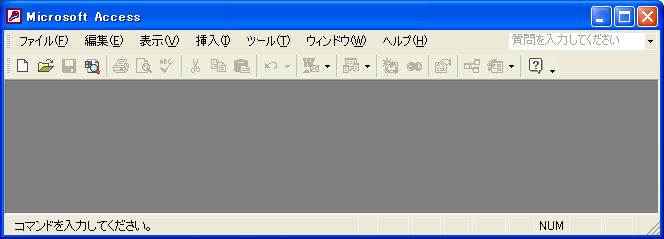 Microsoft Access
ファイル(F) 編集(E) 表示(V) 挿入(I) ツール(T) ウィンドウ(W) ヘルプ(H) 質問を入力してください
コマンドを入力してください。 NUM